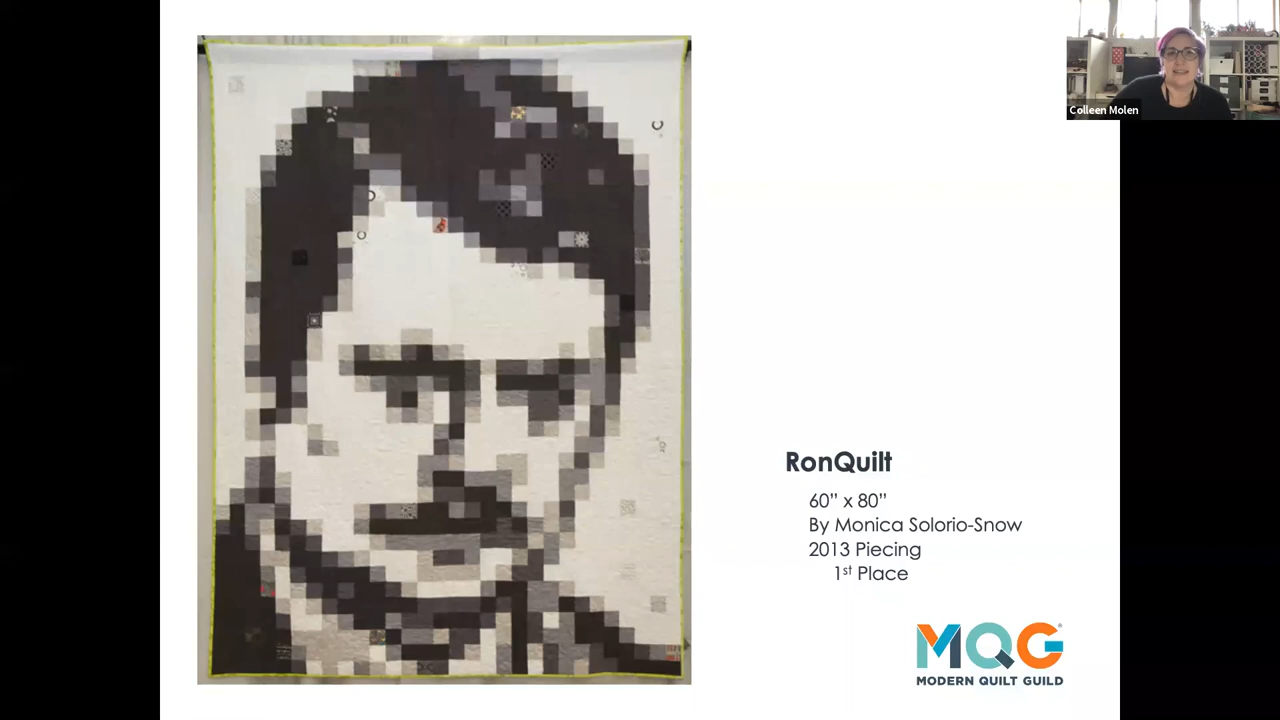 Colleen Molen
RonQuilt
60” x 80”
By Monica Solorio-Snow
2013 Piecing
1st Place
MQG®
MODERN QUILT GUILD